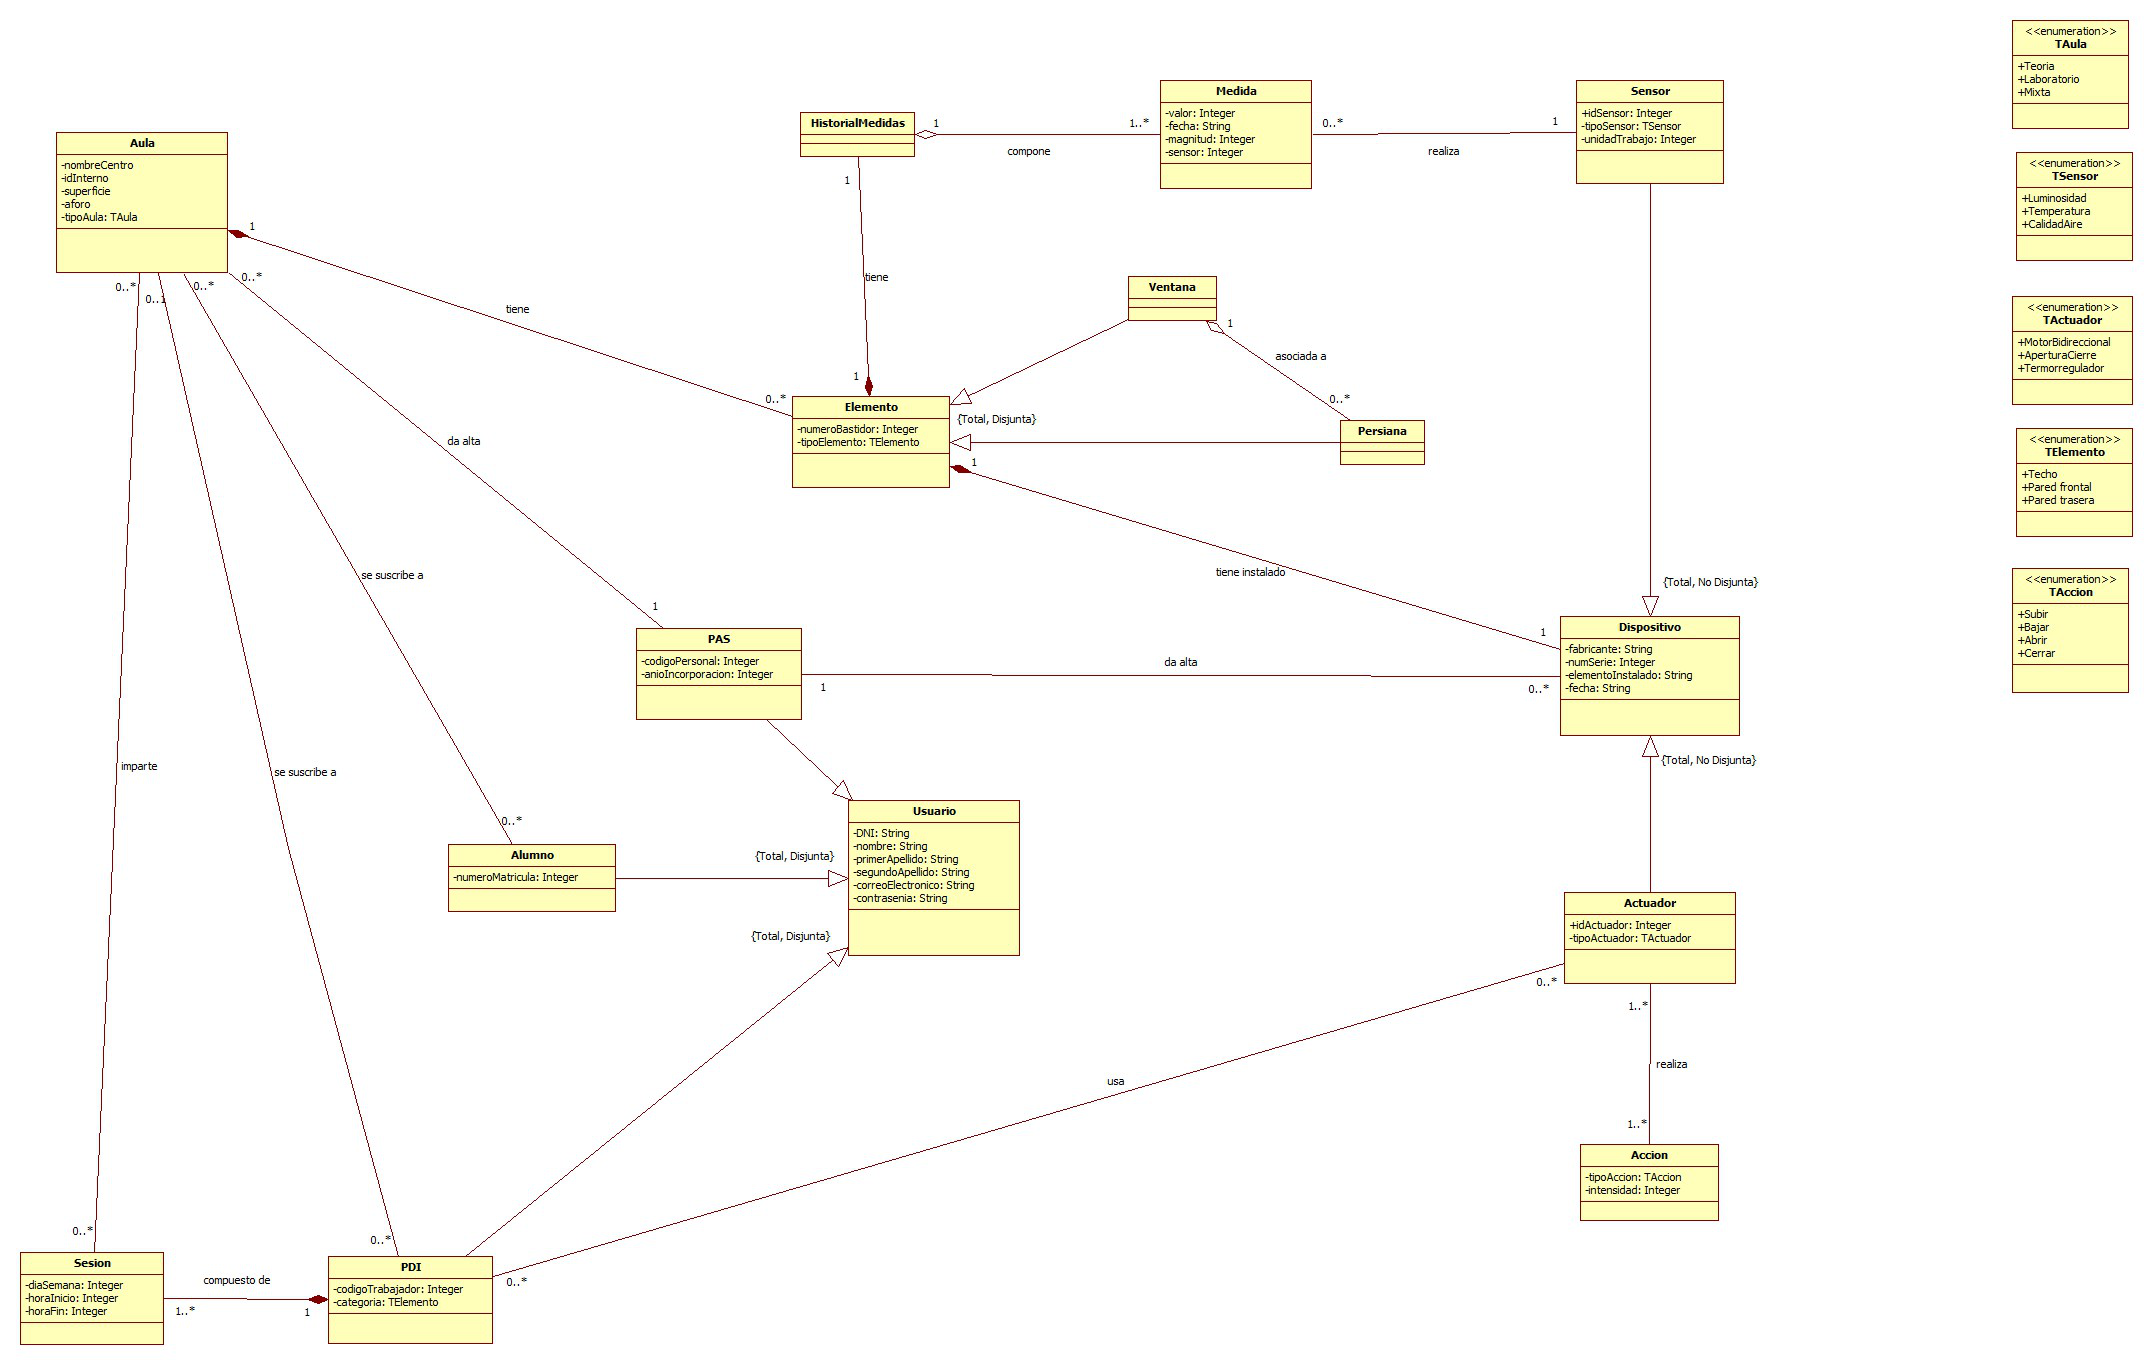 Aula
-nombreCentro
-idInterno
-superficie
-aforo
-tipoAula: TAula
HistorialMedidas
1
compone
1..*
Medida
-valor: Integer
-fecha: String
-magnitud: Integer
-sensor: Integer
0..*
realiza
1
Sensor
+idSensor: Integer
-tipoSensor: TSensor
-unidadTrabajo: Integer
<<enumeration>>
TAula
+Teoria
+Laboratorio
+Mixta
<<enumeration>>
TSensor
+Luminosidad
+Temperatura
+CalidadAire
<<enumeration>>
TActuador
+MotorBidireccional
+AperturaCierre
+Termorregulador
<<enumeration>>
TElemento
+Techo
+Pared frontal
+Pared trasera
<<enumeration>>
TAccion
+Subir
+Bajar
+Abrir
+Cerrar
1
tiene
1
1
tiene
0..*
Ventana
1
asociada a
0..*
Persiana
Elemento
-numeroBastidor: Integer
-tipoElemento: TElemento
{Total, Disjunta}
1
tiene instalado
1
{Total, No Disjunta}
Dispositivo
-fabricante: String
-numSerie: Integer
-elementoInstalado: String
-fecha: String
{Total, No Disjunta}
0..*
0..1
0..*
0..*
da alta
1
PAS
-codigoPersonal: Integer
-anioIncorporacion: Integer
1
da alta
0..*
se suscribe a
0..*
Alumno
-numeroMatricula: Integer
{Total, Disjunta}
Usuario
-DNI: String
-nombre: String
-primerApellido: String
-segundoApellido: String
-correoElectronico: String
-contrasenia: String
{Total, Disjunta}
imparte
se suscribe a
Actuador
+idActuador: Integer
-tipoActuador: TActuador
0..*
usa
0..*
1..*
realiza
1..*
Accion
-tipoAccion: TAccion
-intensidad: Integer
0..*
0..*
Sesion
-diaSemana: Integer
-horaInicio: Integer
-horaFin: Integer
compuesto de
1..*
1
PDI
-codigoTrabajador: Integer
-categoria: TElemento